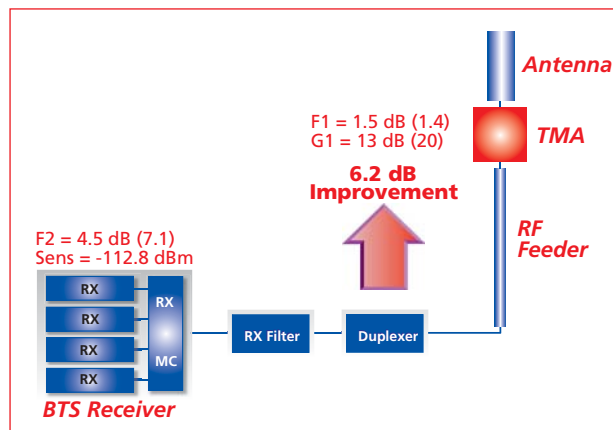 Antenna
F1 = 1.5 dB (1.4)
G1 = 13 dB (20)
TMA
6.2 dB
Improvement
RF
Feeder
F2 = 4.5 dB (7.1)
Sens = -112.8 dBm
RX
RX
RX
RX
RX
MC
RX Filter
Duplexer
BTS Receiver